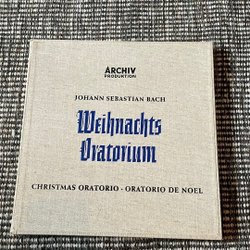 ARCHIV
PRODUKTION
JOHANN SEBASTIAN BACH
Weihnachts
Oratorium
CHRISTMAS ORATORIO · ORATORIO DE NOEL